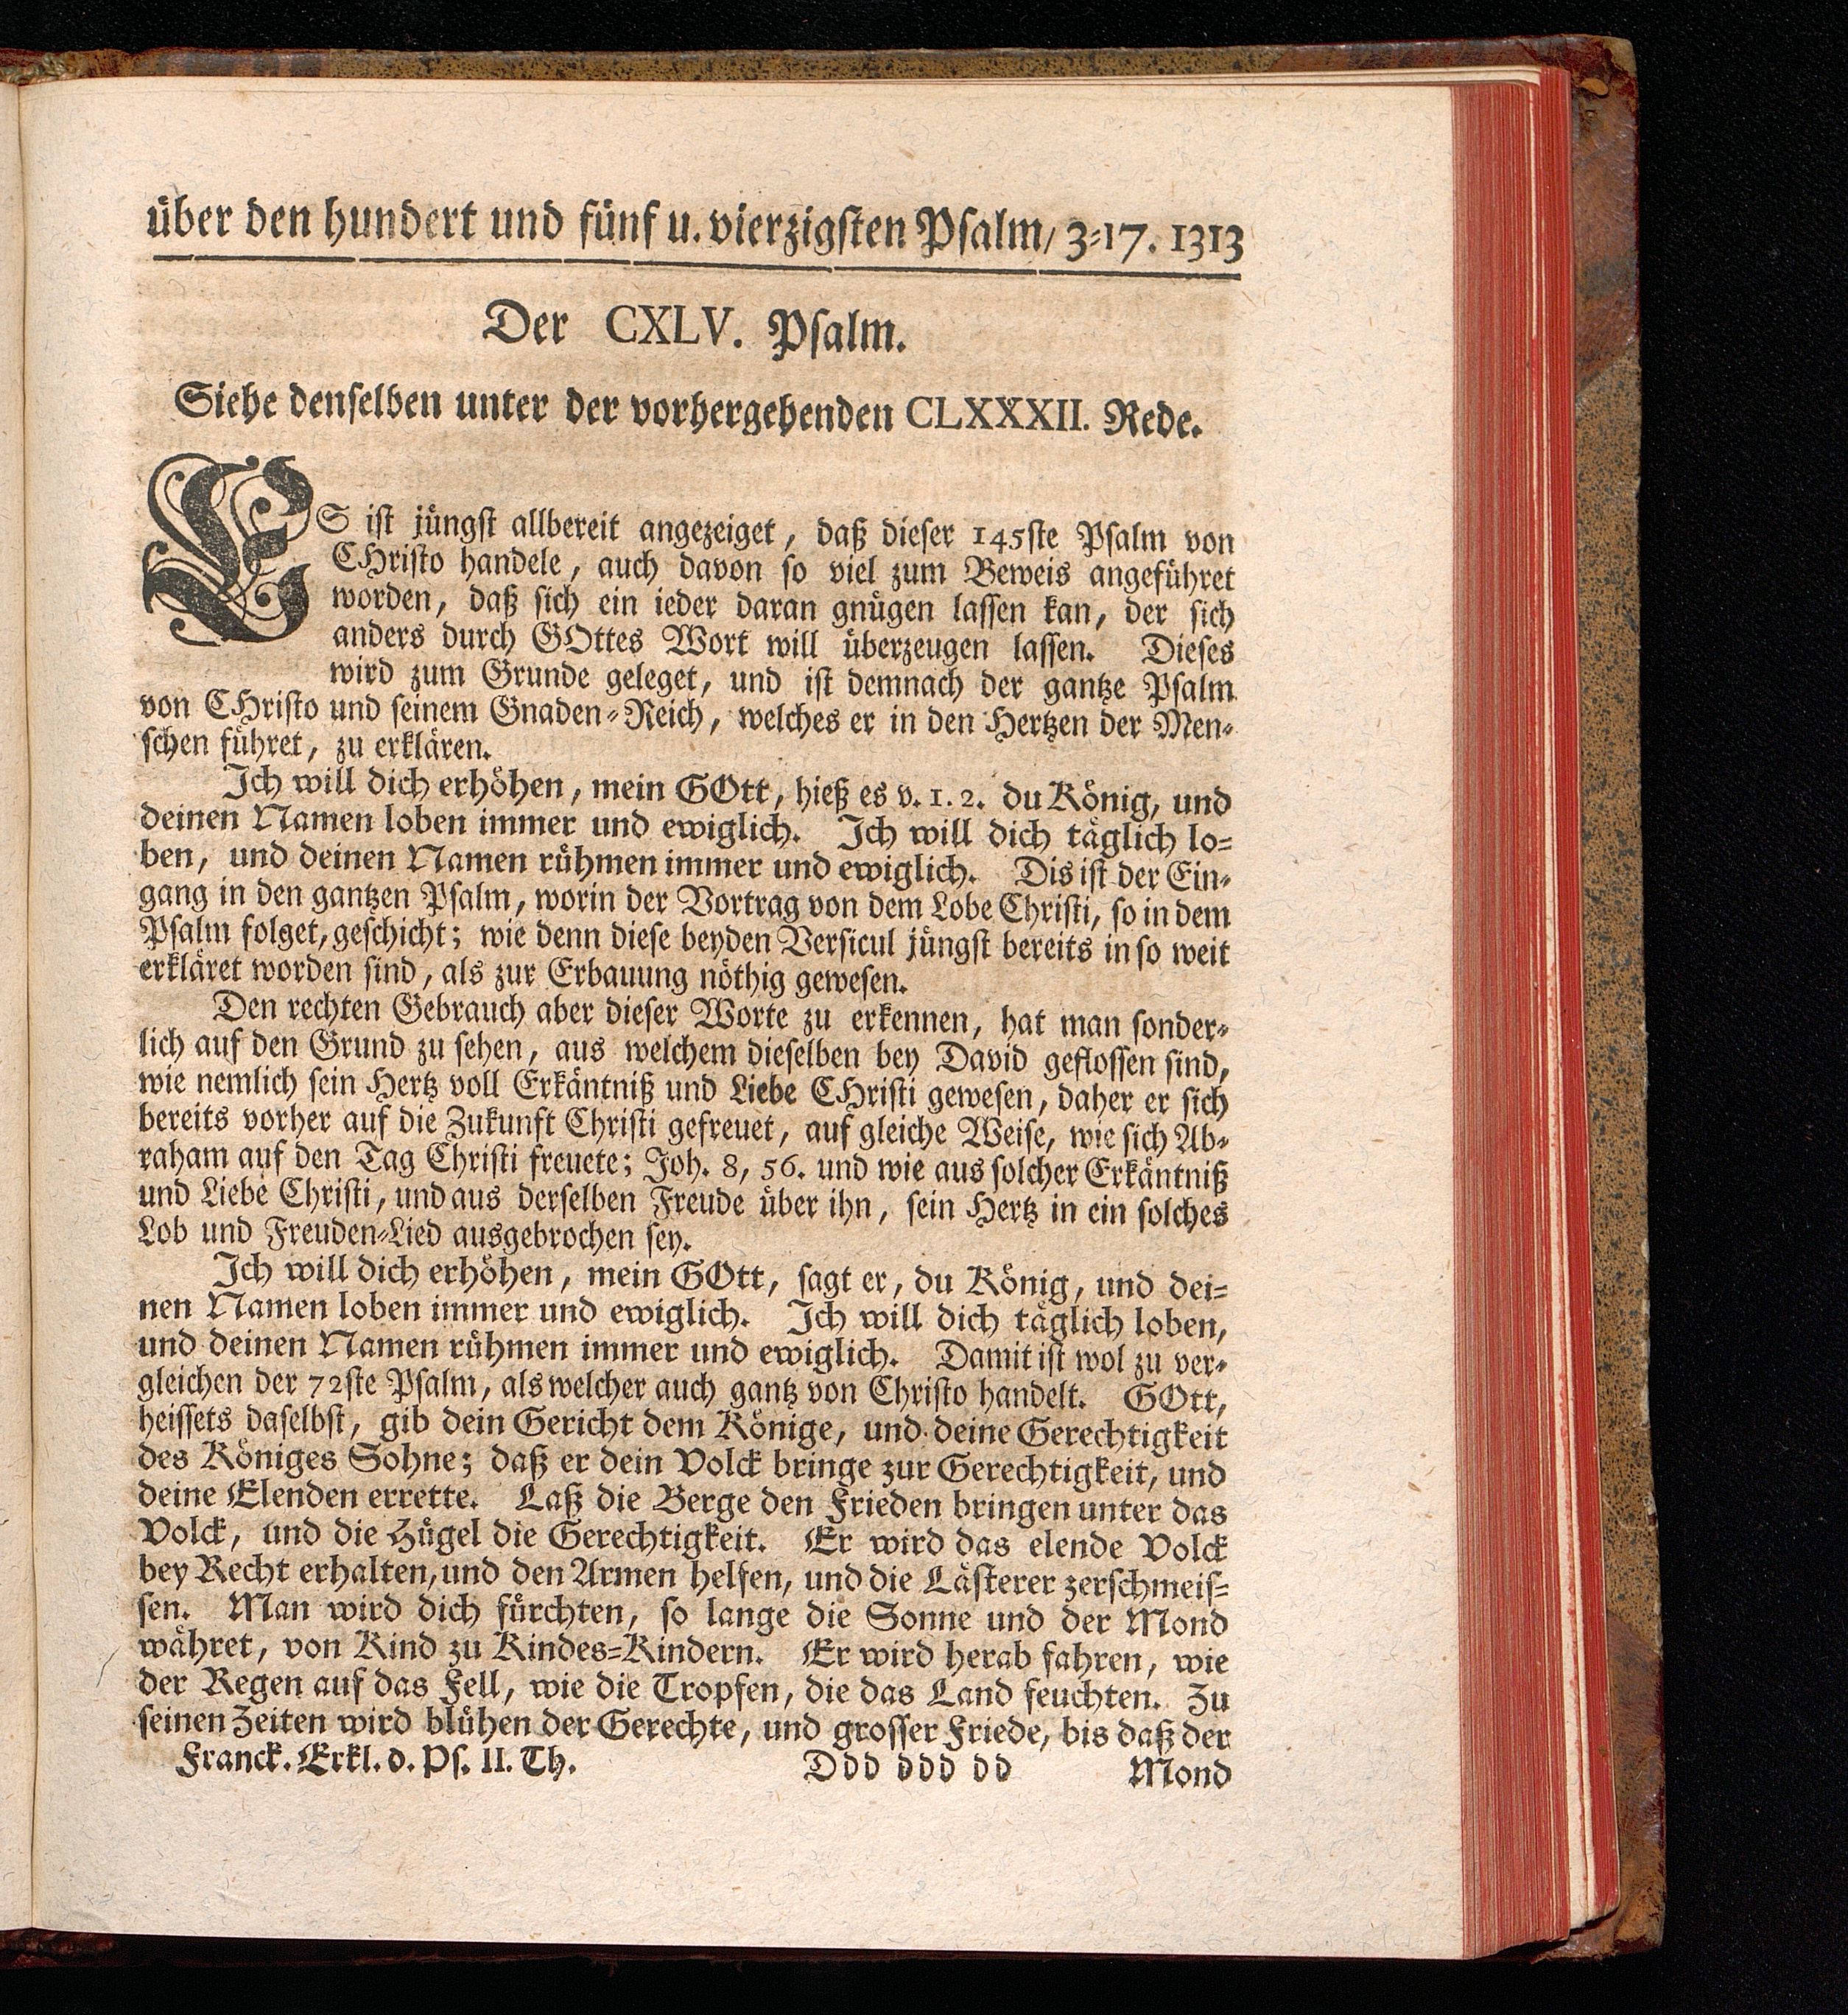 über den hundert und fünf u. vierzigsten Psalm/ 3-17. 1313
Der CXLV. Psalm.
Siehe denselben unter der vorhergehenden CLXXXII. Rede.
ES ist jüngst allbereit angezeiget, daß dieser 145ste Psalm von
CHristo handele, auch davon so viel zum Beweis angeführet
worden, daß sich ein ieder daran gnügen lassen kan, der sich
anders durch GOttes Wort will überzeugen lassen. Dieses
wird zum Grunde geleget, und ist demnach der gantze Psalm
von CHristo und seinem Gnaden-Reich, welches er in den Hertzen der Men-
schen führet, zu erklären.
Ich will dich erhöhen, mein GOtt, hieß es v. 1. 2. du König, und
deinen Namen loben immer und ewiglich. Ich will dich täglich lo-
ben, und deinen Namen rühmen immer und ewiglich. Dis ist der Ein-
gang in den gantzen Psalm, worin der Vortrag von dem Lobe Christi, so in dem
Psalm folget, geschicht; wie denn diese beyden Versicul jüngst bereits in so weit
erkläret worden sind, als zur Erbauung nöthig gewesen.
Den rechten Gebrauch aber dieser Worte zu erkennen, hat man sonder-
lich auf den Grund zu sehen, aus welchem dieselben bey David geflossen sind,
wie nemlich sein Hertz voll Erkäntniß und Liebe CHristi gewesen, daher er sich
bereits vorher auf die Zukunft Christi gefreuet, auf gleiche Weise, wie sich Ab-
raham auf den Tag Christi freuete; Joh. 8, 56. und wie aus solcher Erkäntniß
und Liebe Christi, und aus derselben Freude über ihn, sein Hertz in ein solches
Lob und Freuden-Lied ausgebrochen sey.
Ich will dich erhöhen, mein GOtt, sagt er, du König, und dei-
nen Namen loben immer und ewiglich. Ich will dich täglich loben,
und deinen Namen rühmen immer und ewiglich. Damit ist wol zu ver-
gleichen der 72ste Psalm, als welcher auch gantz von Christo handelt. GOtt,
heissets daselbst, gib dein Gericht dem Könige, und deine Gerechtigkeit
des Königes Sohne; daß er dein Volck bringe zur Gerechtigkeit, und
deine Elenden errette. Laß die Berge den Frieden bringen unter das
Volck, und die Hügel die Gerechtigkeit. Er wird das elende Volck
bey Recht erhalten, und den Armen helfen, und die Lästerer zerschmeis-
sen. Man wird dich fürchten, so lange die Sonne und der Mond
währet, von Kind zu Kindes-Kindern. Er wird herab fahren, wie
der Regen auf das Fell, wie die Tropfen, die das Land feuchten. Zu
seinen Zeiten wird blühen der Gerechte, und grosser Friede, bis daß der
Franck. Erkl. d. Ps. II. Th. Ddd ddd dd Mond